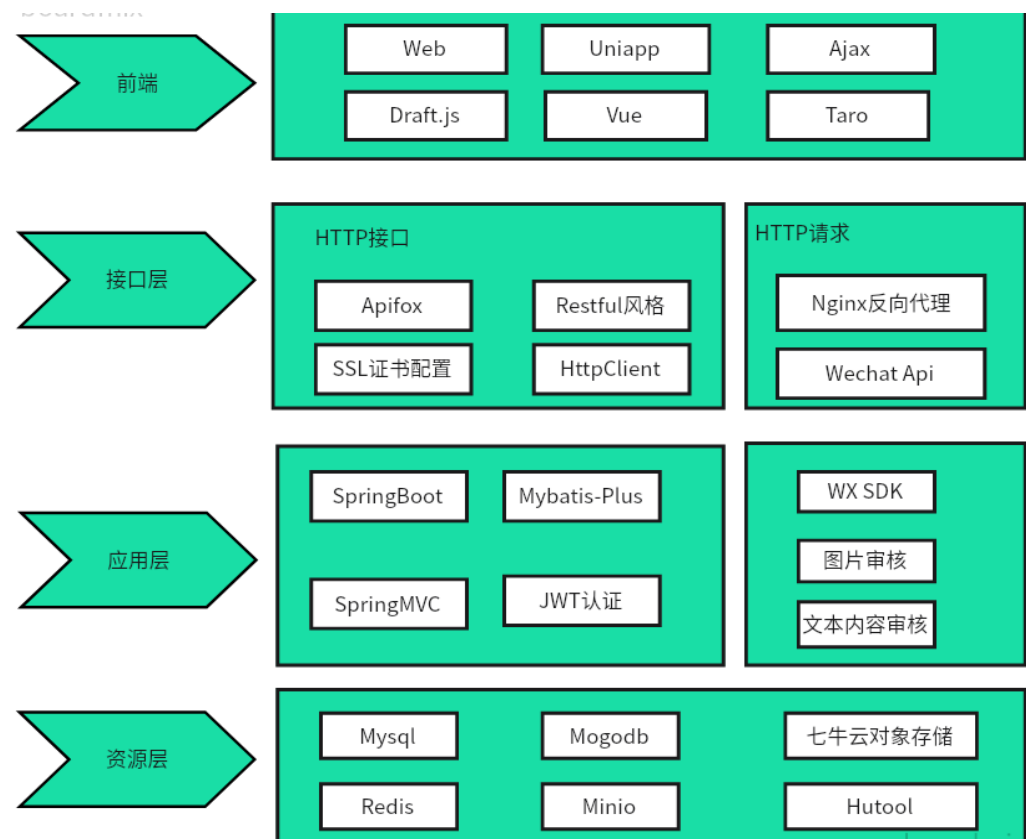 前端
Web
Uniapp
Ajax
Draft.js
Vue
Taro
接口层
HTTP接口
Apifox
Restful风格
SSL证书配置
HttpClient
HTTP请求
Nginx反向代理
Wechat Api
应用层
SpringBoot
Mybatis-Plus
SpringMVC
JWT认证
WX SDK
图片审核
文本内容审核
资源层
Mysql
Mogodb
七牛云对象存储
Redis
Minio
Hutool